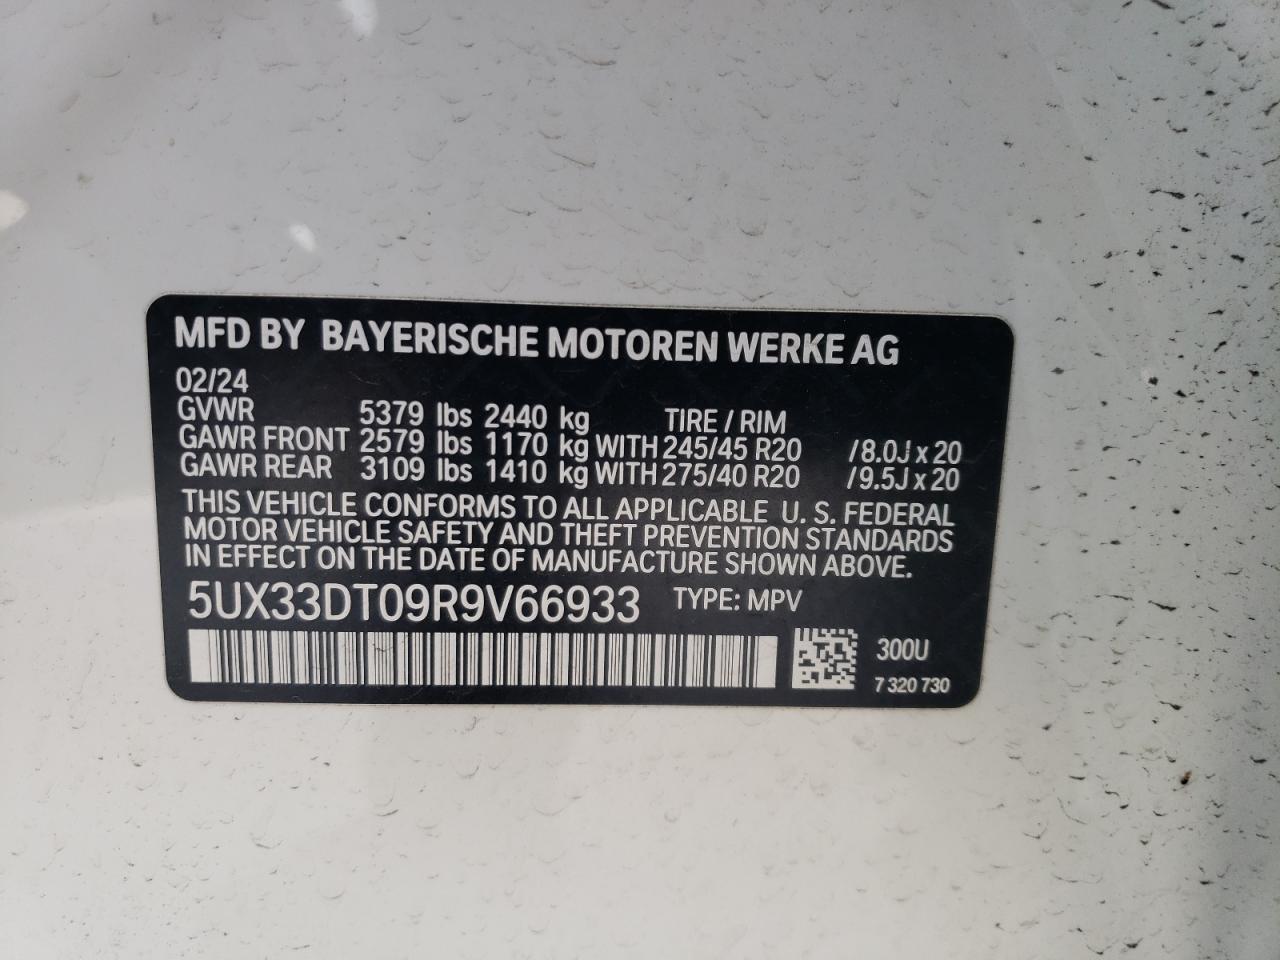 MFD BY BAYERISCHE MOTOREN WERKE AG
02/24
GVWR 5379 lbs 2440 kg TIRE / RIM
GAWR FRONT 2579 lbs 1170 kg WITH 245/45 R20 /8.0J x 20
GAWR REAR 3109 lbs 1410 kg WITH 275/40 R20 /9.5J x 20
THIS VEHICLE CONFORMS TO ALL APPLICABLE U. S. FEDERAL
MOTOR VEHICLE SAFETY AND THEFT PREVENTION STANDARDS
IN EFFECT ON THE DATE OF MANUFACTURE SHOWN ABOVE.
5UX33DT09R9V66933 TYPE: MPV
300U
7 320 730